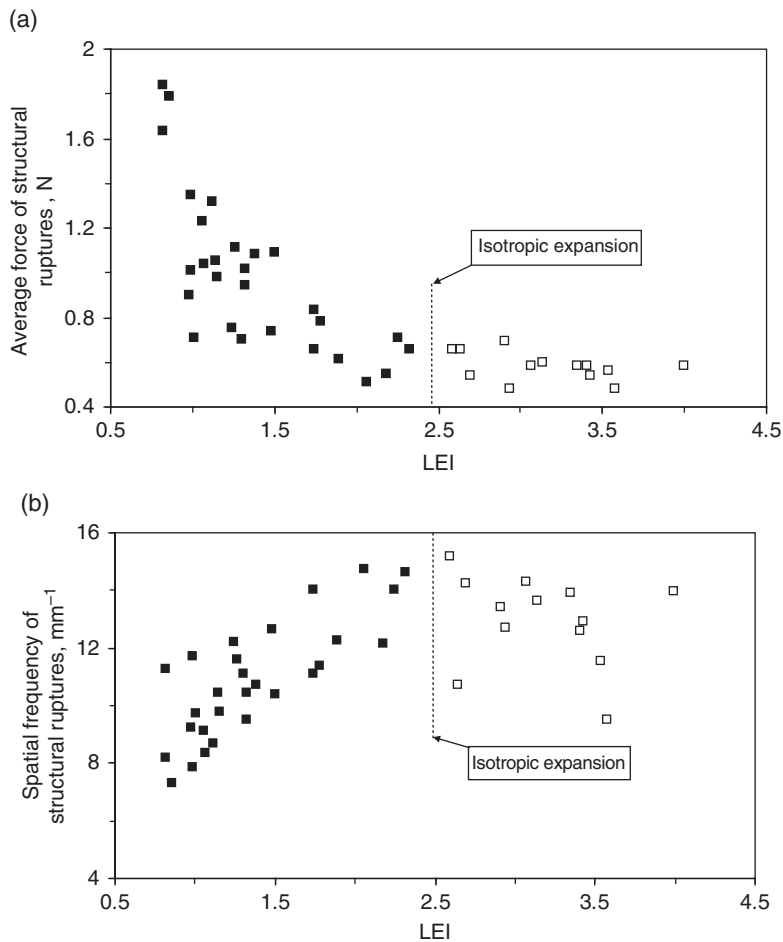 (a)
2
1.6
1.2
0.8
0.4
Average force of structural
ruptures , N
Isotropic expansion
0.5 1.5 2.5 3.5 4.5
LEI
(b)
16
12
8
4
Spatial frequency of
structural ruptures, mm⁻¹
Isotropic expansion
0.5 1.5 2.5 3.5 4.5
LEI